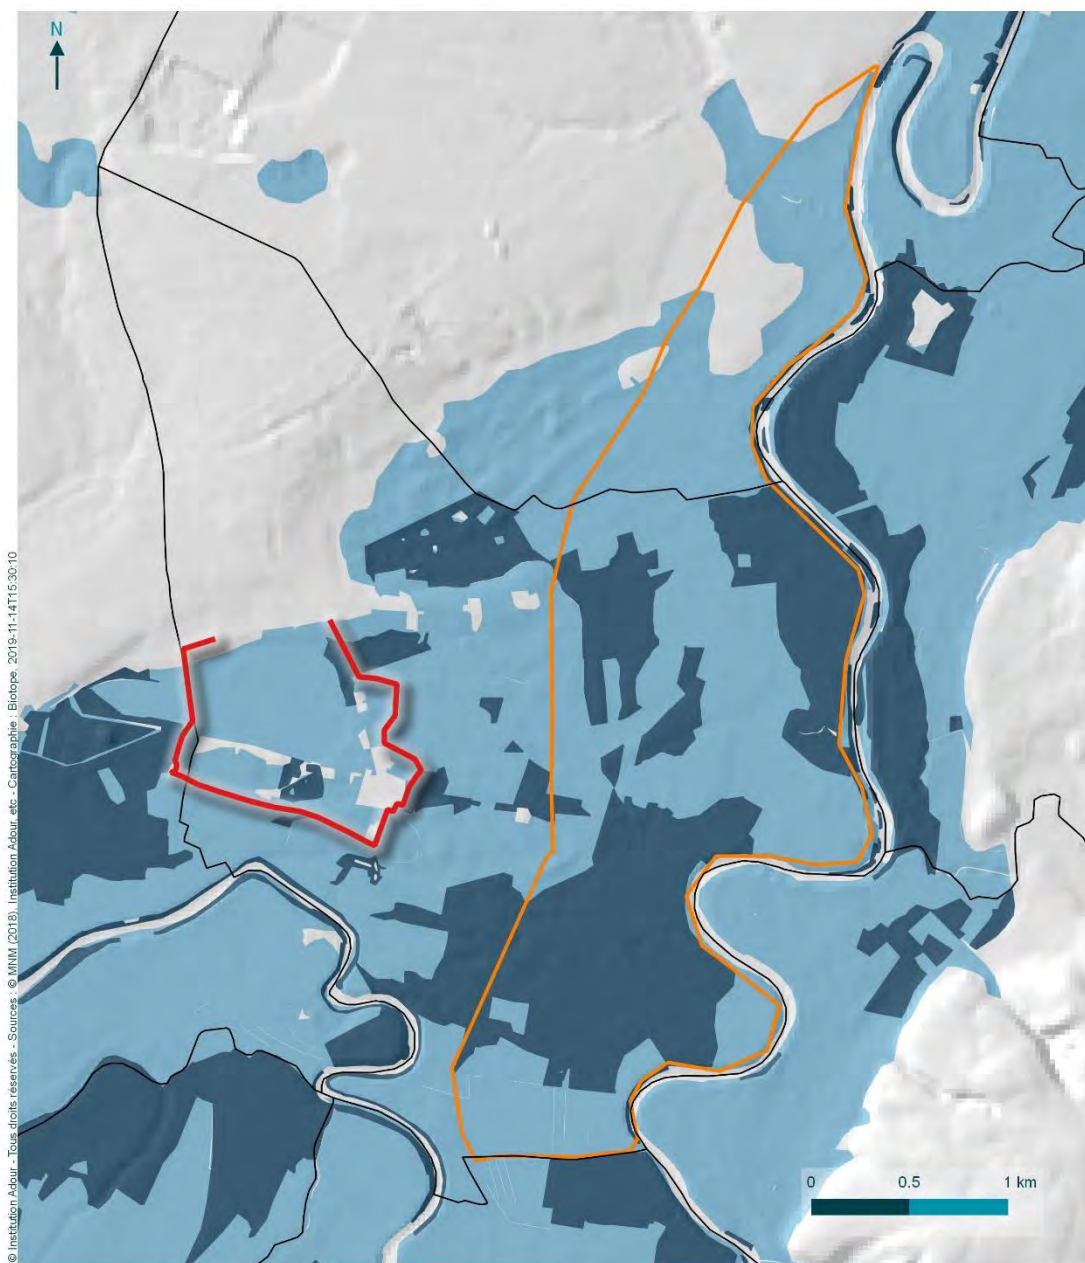 N
© Institution Adour - Tous droits réservés - Sources : © MNM (2018), Institution Adour, etc - Cartographie : Biotope, 2019-11-14T15:30:10
0 0.5 1 km